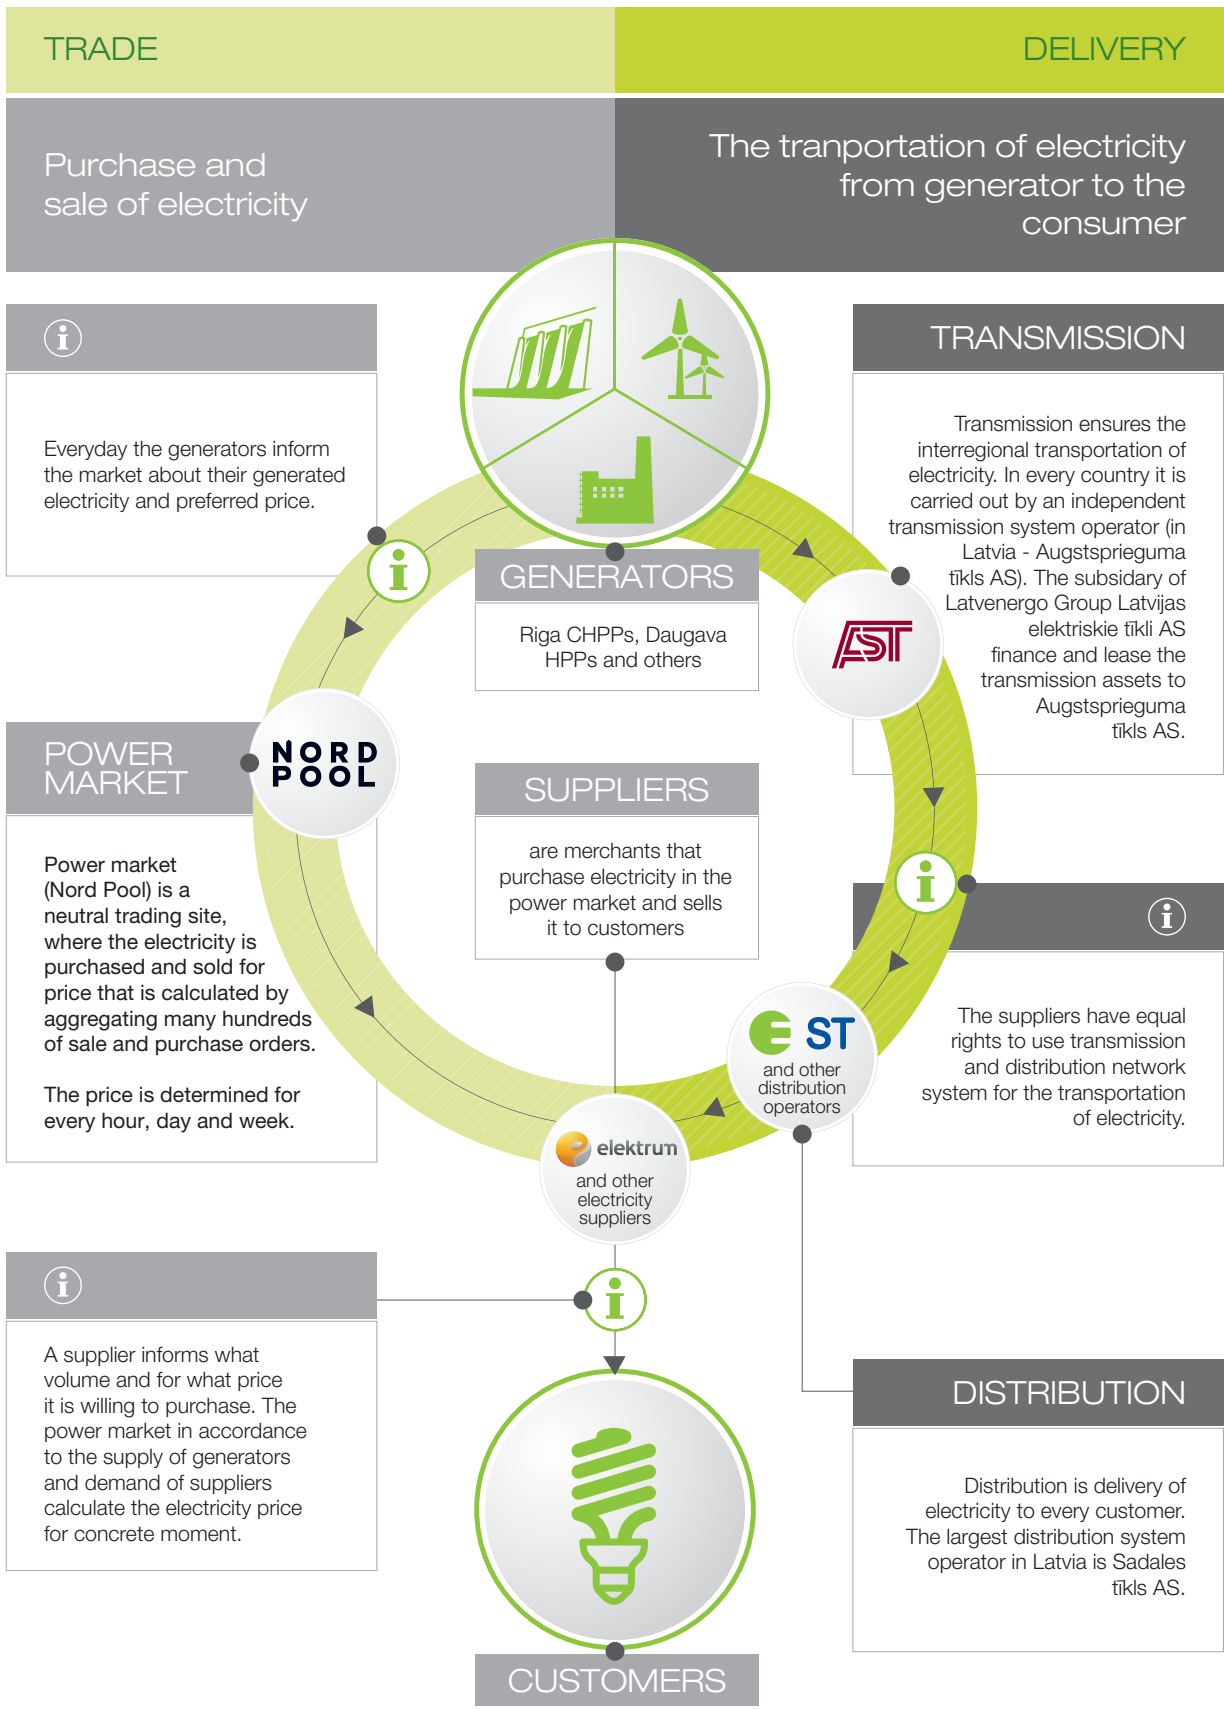 TRADE
DELIVERY
Purchase and
sale of electricity
The tranportation of electricity
from generator to the
consumer
i
Everyday the generators inform
the market about their generated
electricity and preferred price.
i
GENERATORS
Riga CHPPs, Daugava
HPPs and others
TRANSMISSION
Transmission ensures the
interregional transportation of
electricity. In every country it is
carried out by an independent
transmission system operator (in
Latvia - Augstsprieguma
tīkls AS). The subsidary of
Latvenergo Group Latvijas
elektriskie tīkli AS
finance and lease the
transmission assets to
Augstsprieguma
tīkls AS.
AST
POWER
MARKET
NORD
POOL
Power market
(Nord Pool) is a
neutral trading site,
where the electricity is
purchased and sold for
price that is calculated by
aggregating many hundreds
of sale and purchase orders.
The price is determined for
every hour, day and week.
SUPPLIERS
are merchants that
purchase electricity in the
power market and sells
it to customers
i
i
The suppliers have equal
rights to use transmission
and distribution network
system for the transportation
of electricity.
ST
and other
distribution
operators
elektrum
and other
electricity
suppliers
i
i
A supplier informs what
volume and for what price
it is willing to purchase. The
power market in accordance
to the supply of generators
and demand of suppliers
calculate the electricity price
for concrete moment.
DISTRIBUTION
Distribution is delivery of
electricity to every customer.
The largest distribution system
operator in Latvia is Sadales
tīkls AS.
CUSTOMERS